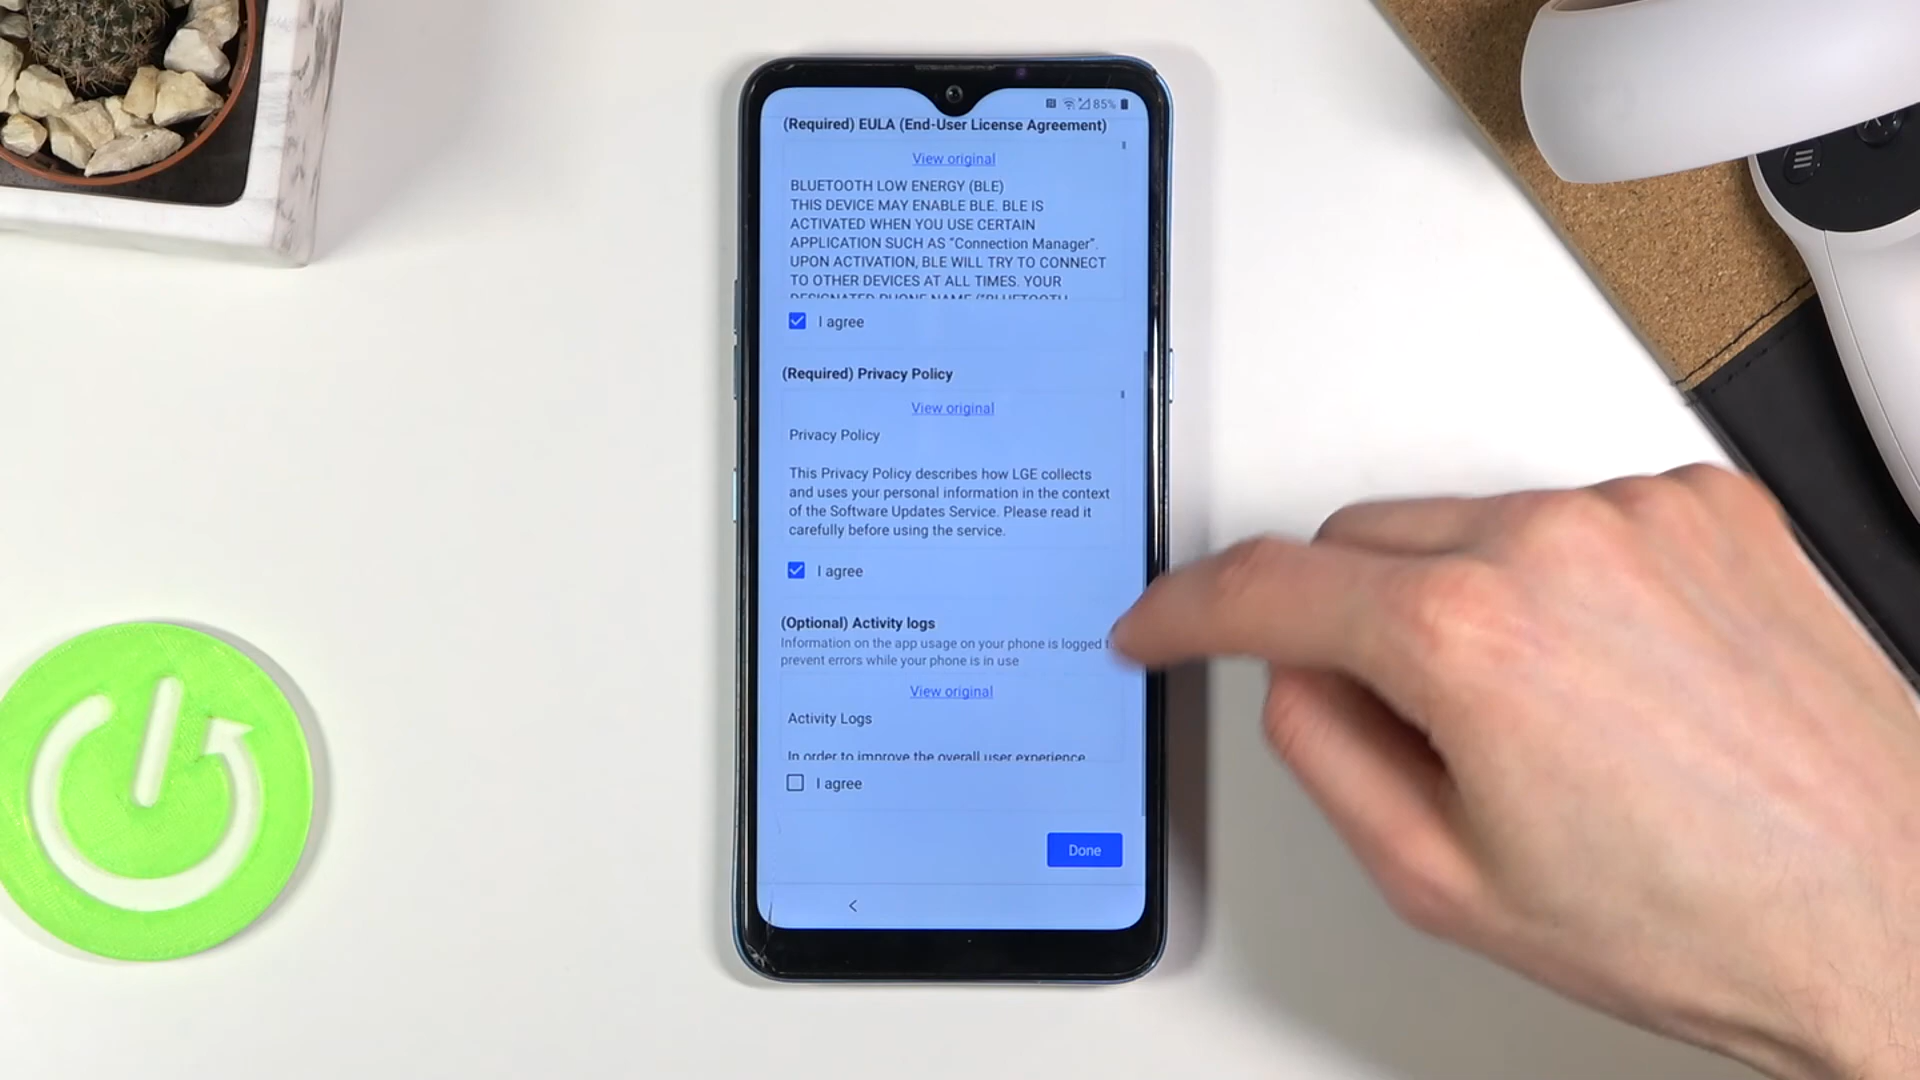 85%
(Required) EULA (End-User License Agreement)
View original
BLUETOOTH LOW ENERGY (BLE)
THIS DEVICE MAY ENABLE BLE. BLE IS
ACTIVATED WHEN YOU USE CERTAIN
APPLICATION SUCH AS "Connection Manager".
UPON ACTIVATION, BLE WILL TRY TO CONNECT
TO OTHER DEVICES AT ALL TIMES. YOUR
DESIGNATED PHONE NAME ("BLUETOOTH
I agree
(Required) Privacy Policy
View original
Privacy Policy
This Privacy Policy describes how LGE collects
and uses your personal information in the context
of the Software Updates Service. Please read it
carefully before using the service.
I agree
(Optional) Activity logs
Information on the app usage on your phone is logged
prevent errors while your phone is in use
View original
Activity Logs
In order to improve the overall user experience
I agree
Done